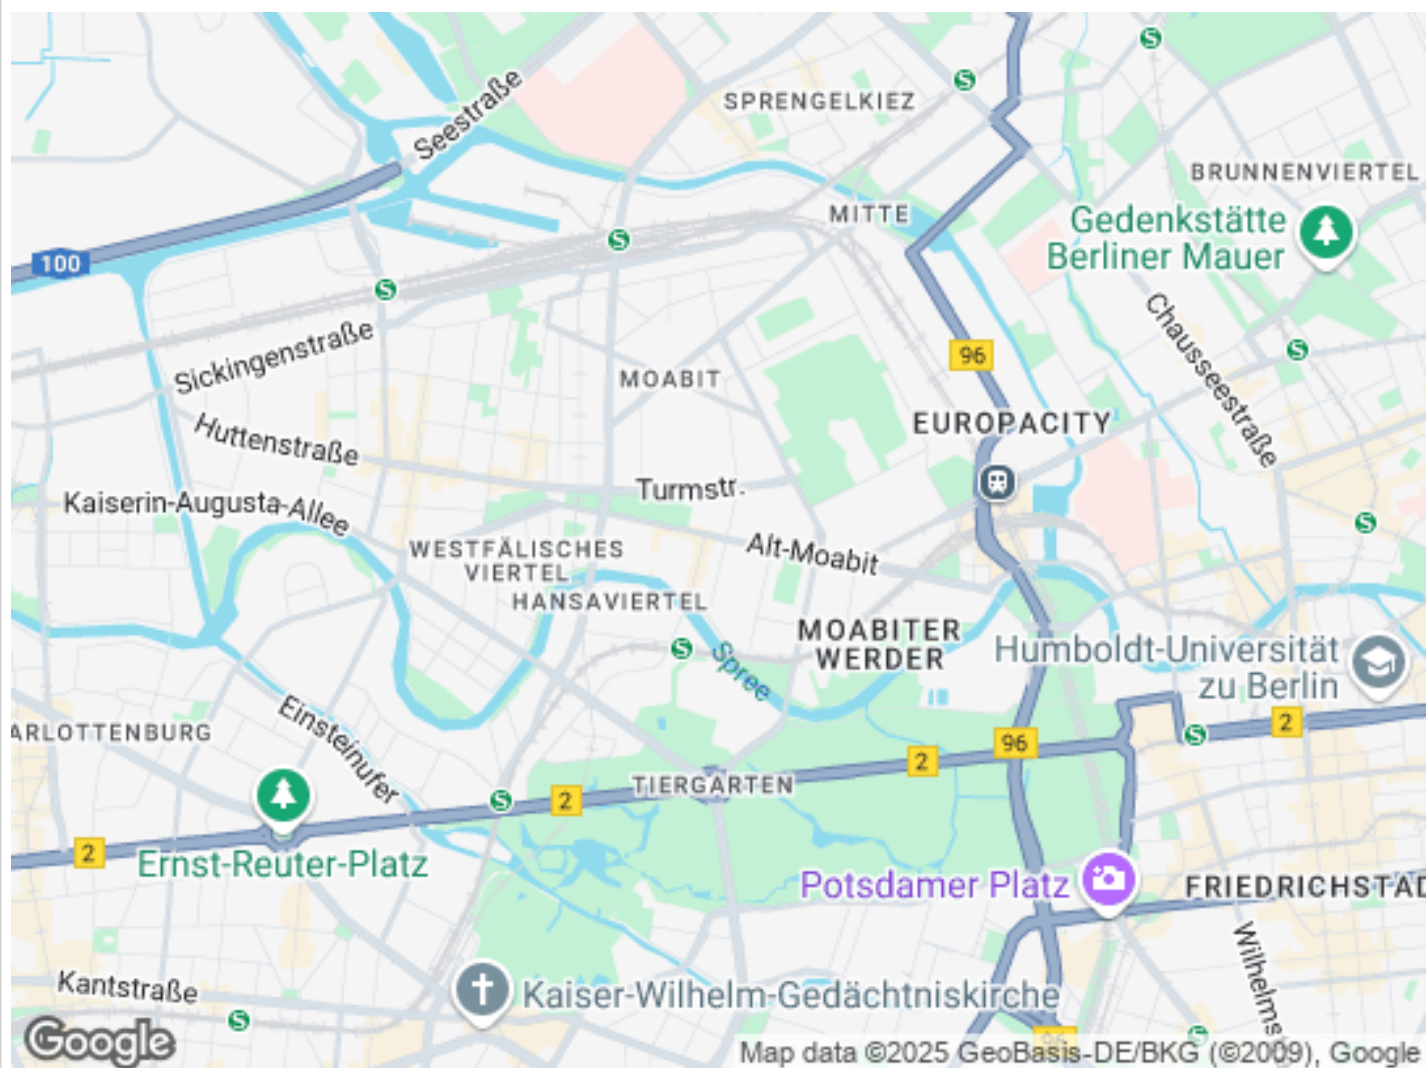 S
S
Seestraße
SPRENGELKIEZ
BRUNNENVIERTEL
MITTE
Gedenkstätte
Berliner Mauer
S
100
S
Chausseestraße
Sickingenstraße
96
S
MOABIT
Huttenstraße
EUROPACITY
Turmstr.
Kaiserin-Augusta-Allee
S
WESTFÄLISCHES
VIERTEL
Alt-Moabit
HANSAVIERTEL
MOABITER
WERDER
S
Spree
Humboldt-Universität
zu Berlin
Einsteinufer
ARLOTTENBURG
2
S
96
2
TIERGARTEN
S
2
2
Ernst-Reuter-Platz
Potsdamer Platz
FRIEDRICHSTAD
Wilhelms
Kantstraße
Kaiser-Wilhelm-Gedächtniskirche
S
S
96
Google
Map data ©2025 GeoBasis-DE/BKG (©2009), Google